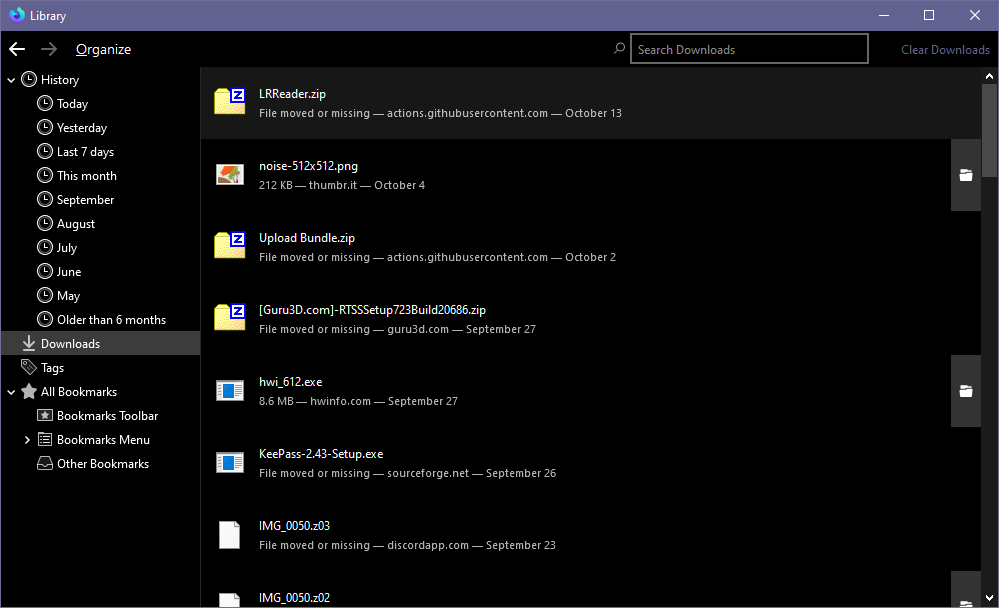 Library
Organize
Search Downloads
Clear Downloads
History
Today
Yesterday
Last 7 days
This month
September
August
July
June
May
Older than 6 months
Downloads
Tags
All Bookmarks
Bookmarks Toolbar
Bookmarks Menu
Other Bookmarks
LRReader.zip
File moved or missing — actions.githubusercontent.com — October 13
noise-512x512.png
212 KB — thumbr.it — October 4
Upload Bundle.zip
File moved or missing — actions.githubusercontent.com — October 2
[Guru3D.com]-RTSSSetup723Build20686.zip
File moved or missing — guru3d.com — September 27
hwi_612.exe
8.6 MB — hwinfo.com — September 27
KeePass-2.43-Setup.exe
File moved or missing — sourceforge.net — September 26
IMG_0050.z03
File moved or missing — discordapp.com — September 23
IMG_0050.z02